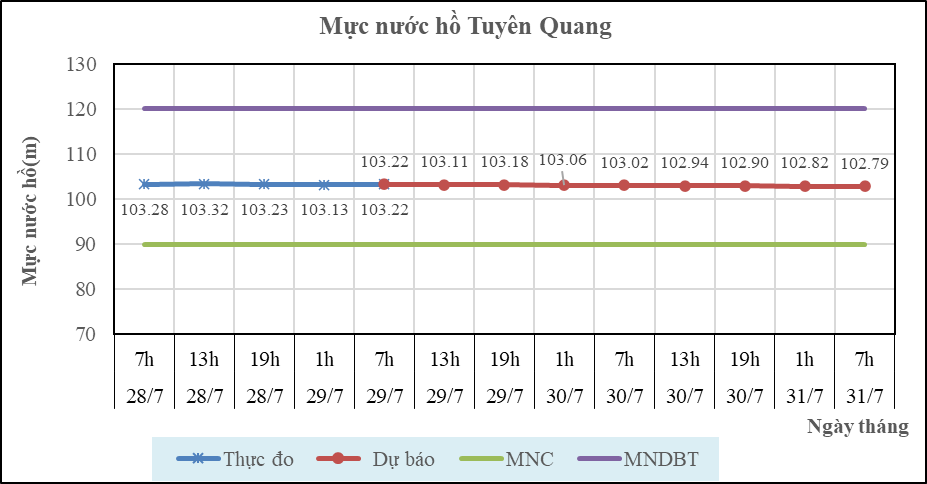 Mực nước hồ Tuyên Quang
Mực nước hồ(m)
130
120
110
100
90
80
70
103.22 103.11 103.18 103.06 103.02 102.94 102.90 102.82 102.79
103.28 103.32 103.23 103.13 103.22
7h 13h 19h 1h 7h 13h 19h 1h 7h 13h 19h 1h 7h
28/7 28/7 28/7 29/7 29/7 29/7 29/7 30/7 30/7 30/7 30/7 31/7 31/7
Ngày tháng
Thực đo Dự báo MNC MNDBT